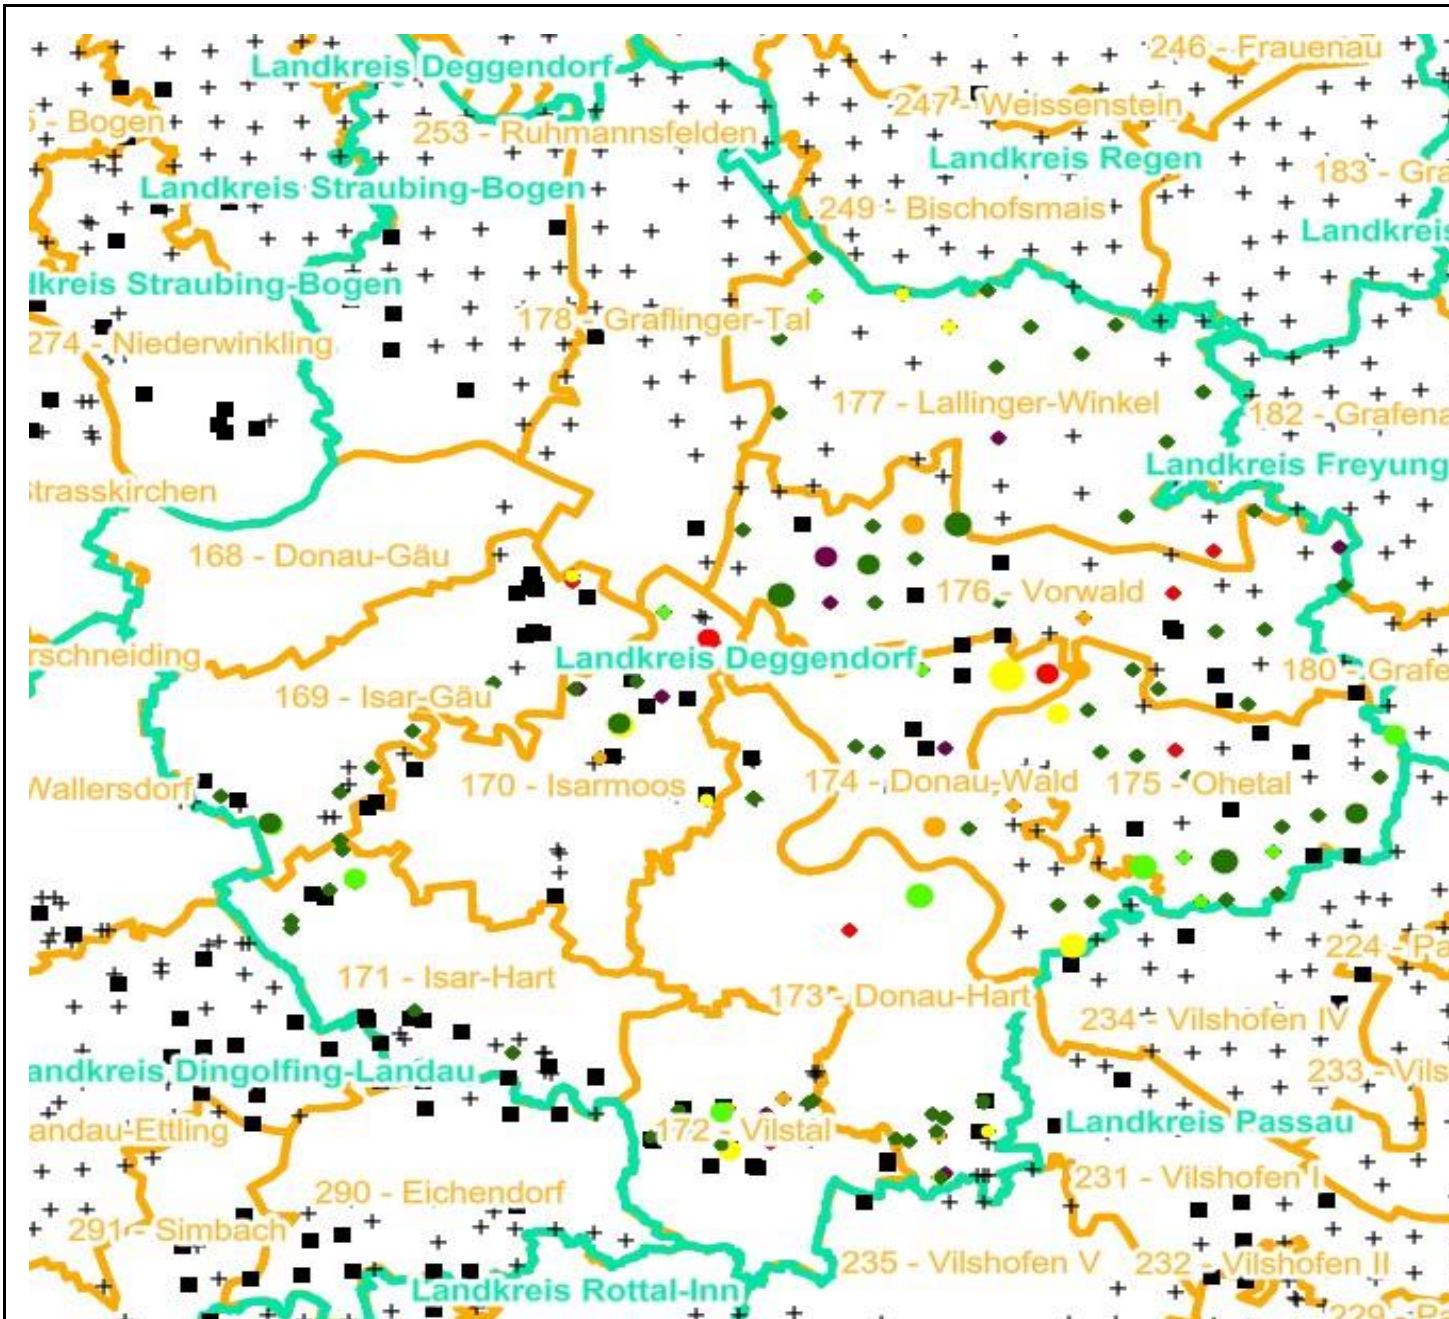 246 - Frauenau
Landkreis Deggendorf
247 - Weissenstein
5 - Bogen
253 - Ruhmannsfelden
Landkreis Regen
183 - Gra
Landkreis Straubing-Bogen
249 - Bischofsmais
Landkreis
dkreis Straubing-Bogen
178 - Graflinger-Tal
274 - Niederwinkling
177 - Lallinger-Winkel
182 - Grafena
Landkreis Freyung
Strasskirchen
168 - Donau-Gäu
176 - Vorwald
rschneiding
Landkreis Deggendorf
180 - Grafe
169 - Isar-Gäu
Wallersdorf
170 - Isarmoos
174 - Donau-Wald
175 - Ohetal
224 - Pa
171 - Isar-Hart
173 - Donau-Hart
234 - Vilshofen IV
andkreis Dingolfing-Landau
233 - Vils
andau-Ettling
172 - Vilstal
Landkreis Passau
290 - Eichendorf
231 - Vilshofen I
291 - Simbach
235 - Vilshofen V
232 - Vilshofen II
Landkreis Rottal-Inn
229 - Pa